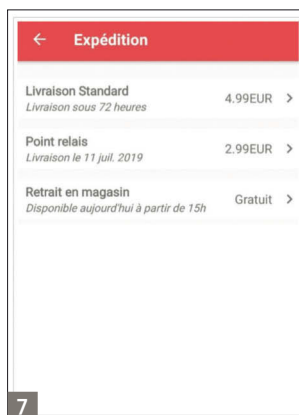 Expédition
Livraison Standard
Livraison sous 72 heures
4.99EUR
Point relais
Livraison le 11 juil. 2019
2.99EUR
Retrait en magasin
Disponible aujourd'hui à partir de 15h
Gratuit
7